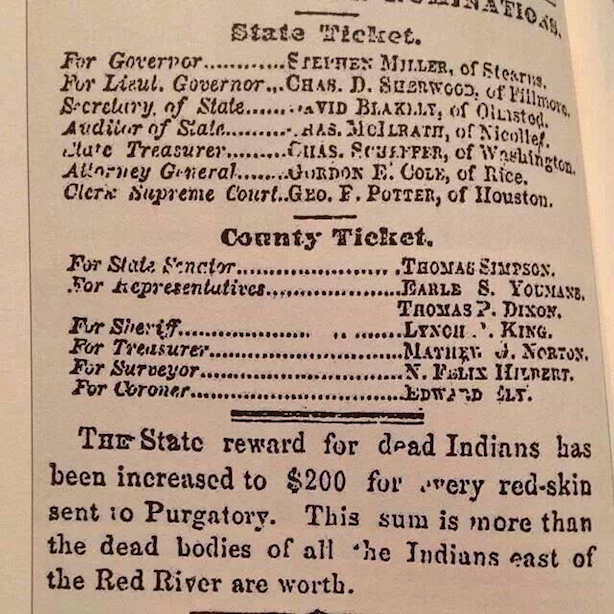 NOMINATIONS.
State Ticket.
For Governor............STEPHEN MILLER, of Stearns.
For Lieut. Governor...CHAS. D. SHERWOOD, of Fillmore.
Secretary of State......AVID BLAKELY, of Olmsted.
Auditor of State.........HAS. MCILRATH, of Nicollet.
State Treasurer.........CHAS. SCHEFFER, of Washington.
Attorney General.......GORDON E. COLE, of Rice.
Clerk Supreme Court..GEO. F. POTTER, of Houston.
County Ticket.
For State Senator.......................THOMAS SIMPSON.
For Representatives....................EARLE S. YOUMANS,
THOMAS P. DIXON.
For Sheriff.......................LYNCH KING.
For Treasurer............................MATHEW J. NORTON.
For Surveyor............................N. FELIX HILBERT.
For Coroner.............................EDWARD ELY.
THE State reward for dead Indians has
been increased to $200 for every red-skin
sent to Purgatory. This sum is more than
the dead bodies of all the Indians east of
the Red River are worth.